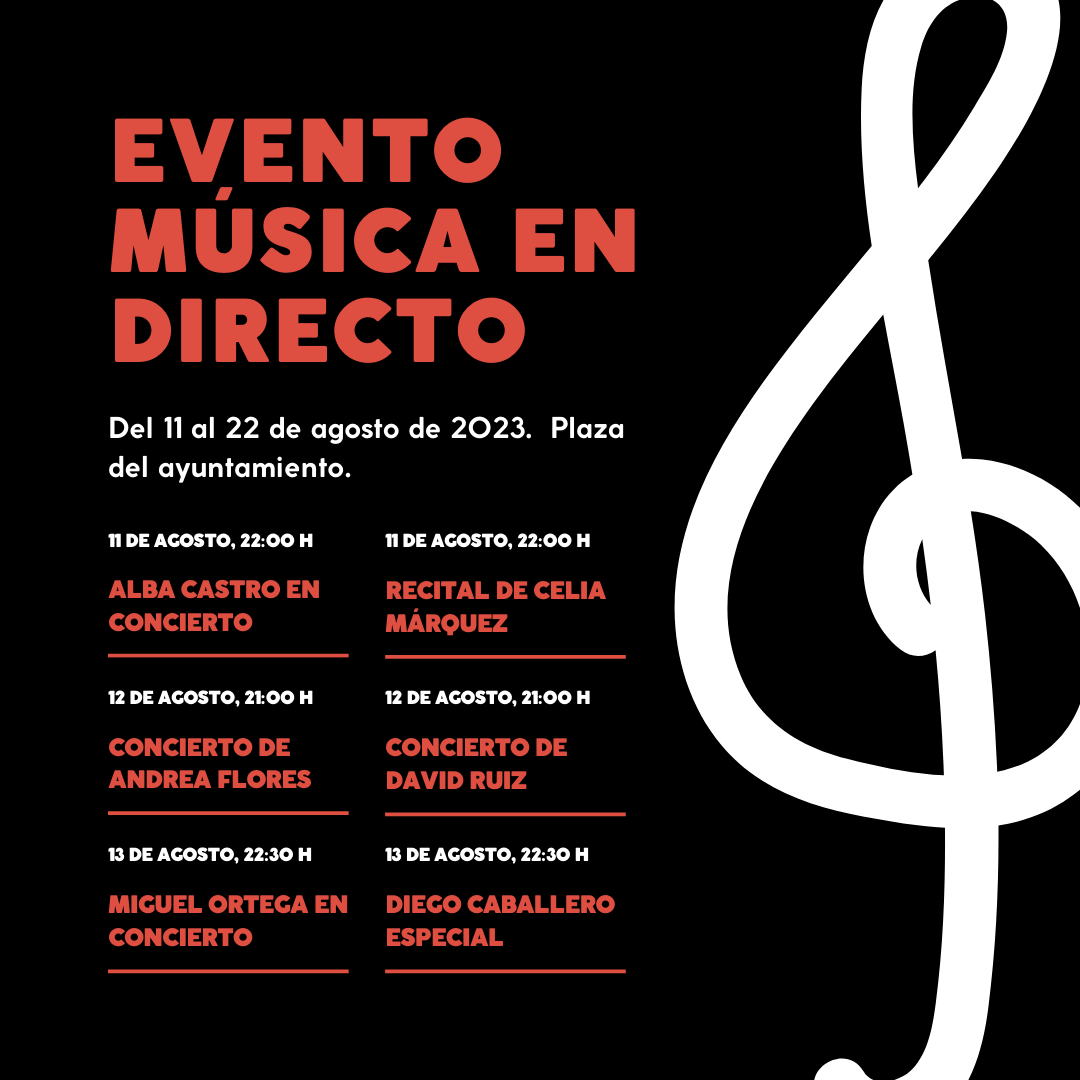 EVENTO
MÚSICA EN
DIRECTO
Del 11 al 22 de agosto de 2023.  Plaza
del ayuntamiento.
11 DE AGOSTO, 22:00 H
ALBA CASTRO EN
CONCIERTO
11 DE AGOSTO, 22:00 H
RECITAL DE CELIA
MÁRQUEZ
12 DE AGOSTO, 21:00 H
CONCIERTO DE
ANDREA FLORES
12 DE AGOSTO, 21:00 H
CONCIERTO DE
DAVID RUIZ
13 DE AGOSTO, 22:30 H
MIGUEL ORTEGA EN
CONCIERTO
13 DE AGOSTO, 22:30 H
DIEGO CABALLERO
ESPECIAL